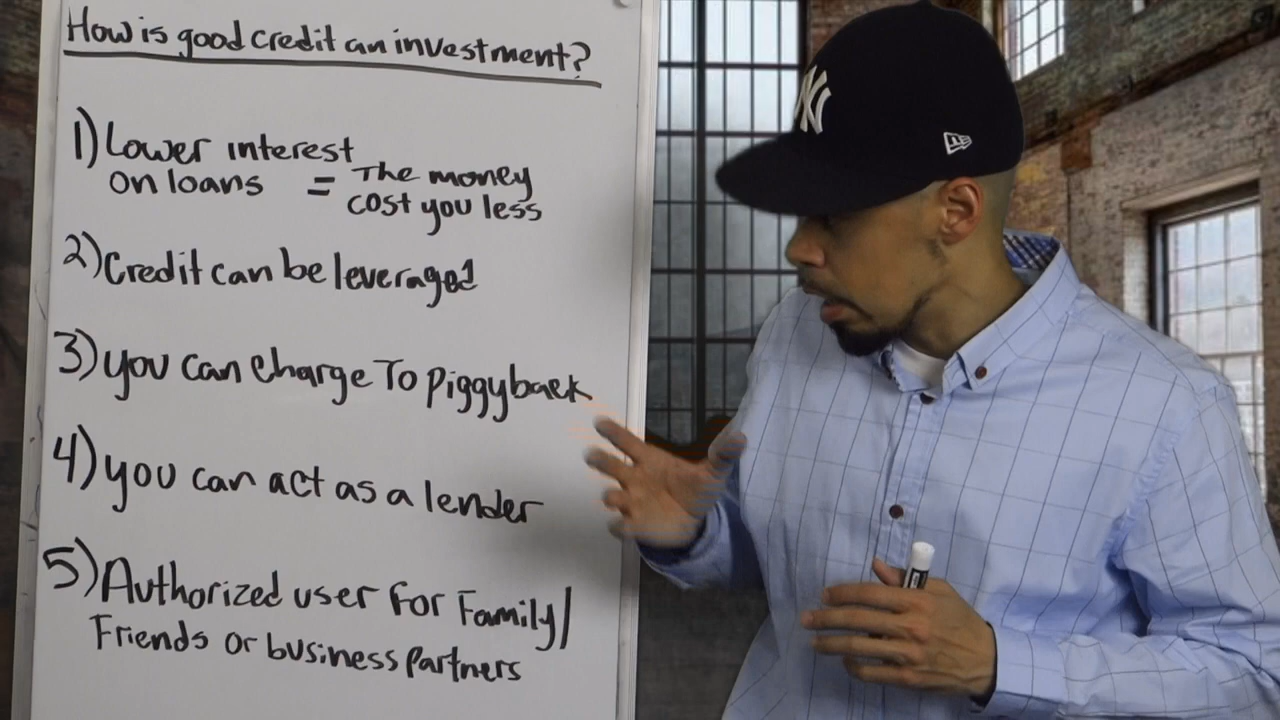 How is good credit an investment?
1) Lower interest
on loans = The money
cost you less
2) Credit can be leveraged
3) you can charge To piggyback
4) you can act as a lender
5) Authorized user for Family/
Friends or business partners
NY